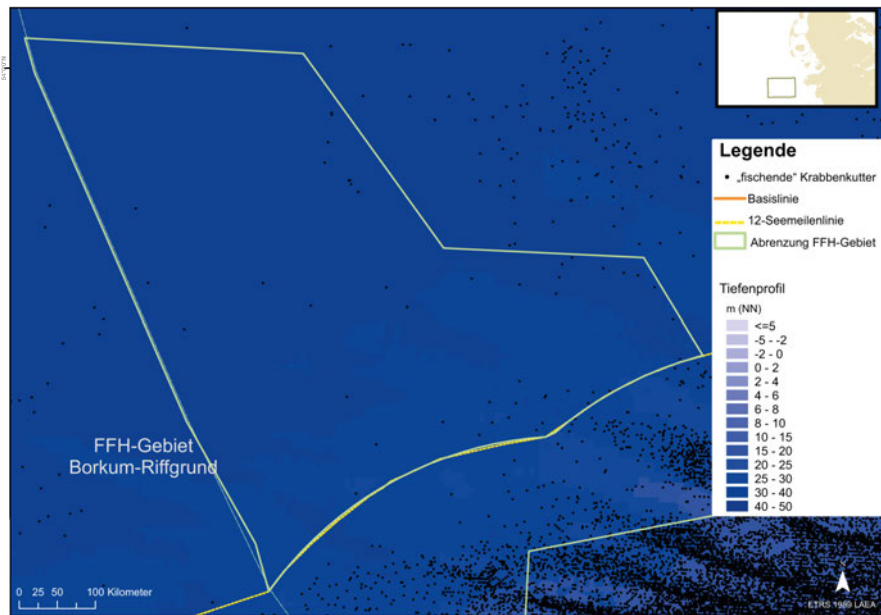 Legende
„fischende“ Krabbenkutter
Basislinie
12-Seemeilenlinie
Abrenzung FFH-Gebiet
Tiefenprofil
m (NN)
<=5
-5 - -2
-2 - 0
0 - 2
2 - 4
4 - 6
6 - 8
8 - 10
10 - 15
15 - 20
20 - 25
25 - 30
30 - 40
40 - 50
FFH-Gebiet
Borkum-Riffgrund
0 25 50 100 Kilometer
ETRS 1989 LAEA